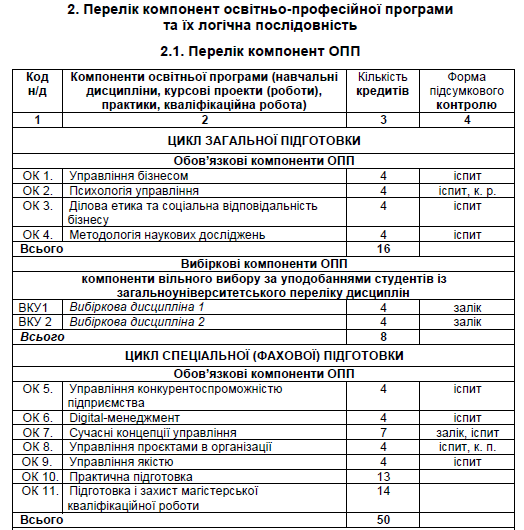 2. Перелік компонент освітньо-професійної програми
та їх логічна послідовність
2.1. Перелік компонент ОПП
Код н/д Компоненти освітньої програми (навчальні дисципліни, курсові проекти (роботи), практики, кваліфікаційна робота) Кількість кредитів Форма підсумкового контролю
1 2 3 4
ЦИКЛ ЗАГАЛЬНОЇ ПІДГОТОВКИ
Обов'язкові компоненти ОПП
ОК 1. Управління бізнесом 4 іспит
ОК 2. Психологія управління 4 іспит, к. р.
ОК 3. Ділова етика та соціальна відповідальність бізнесу 4 іспит
ОК 4. Методологія наукових досліджень 4 іспит
Всього 16
Вибіркові компоненти ОПП
компоненти вільного вибору за уподобаннями студентів із
загальноуніверситетського переліку дисциплін
ВКУ1 Вибіркова дисципліна 1 4 залік
ВКУ 2 Вибіркова дисципліна 2 4 залік
Всього 8
ЦИКЛ СПЕЦІАЛЬНОЇ (ФАХОВОЇ) ПІДГОТОВКИ
Обов'язкові компоненти ОПП
ОК 5. Управління конкурентоспроможністю підприємства 4 іспит
ОК 6. Digital-менеджмент 4 іспит
ОК 7. Сучасні концепції управління 7 залік, іспит
ОК 8. Управління проєктами в організації 4 іспит, к. п.
ОК 9. Управління якістю 4 іспит
ОК 10. Практична підготовка 13
ОК 11. Підготовка і захист магістерської кваліфікаційної роботи 14
Всього 50